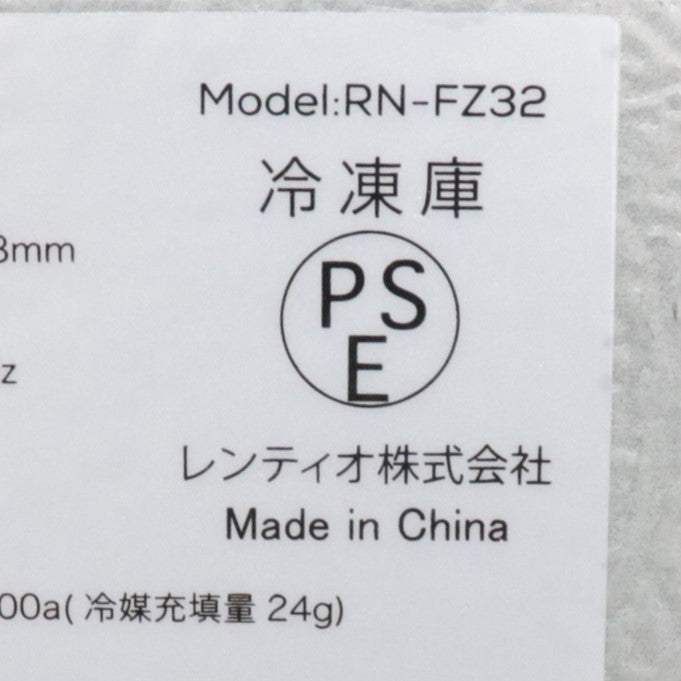 Model:RN-FZ32
冷凍庫
8mm
PS
E
z
レンティオ株式会社
Made in China
00a( 冷媒充填量 24g)